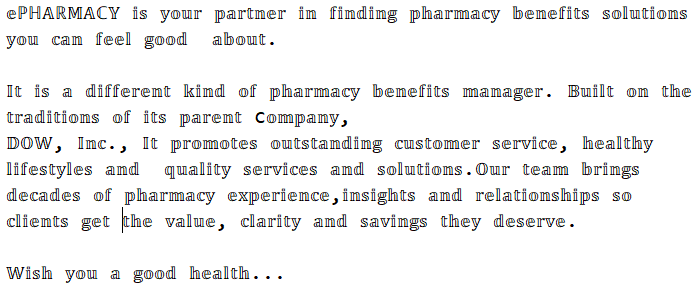 ePHARMACY is your partner in finding pharmacy benefits solutions
you can feel good  about.
It is a different kind of pharmacy benefits manager. Built on the
traditions of its parent Company,
DOW, Inc., It promotes outstanding customer service, healthy
lifestyles and  quality services and solutions.Our team brings
decades of pharmacy experience,insights and relationships so
clients get the value, clarity and savings they deserve.
Wish you a good health...